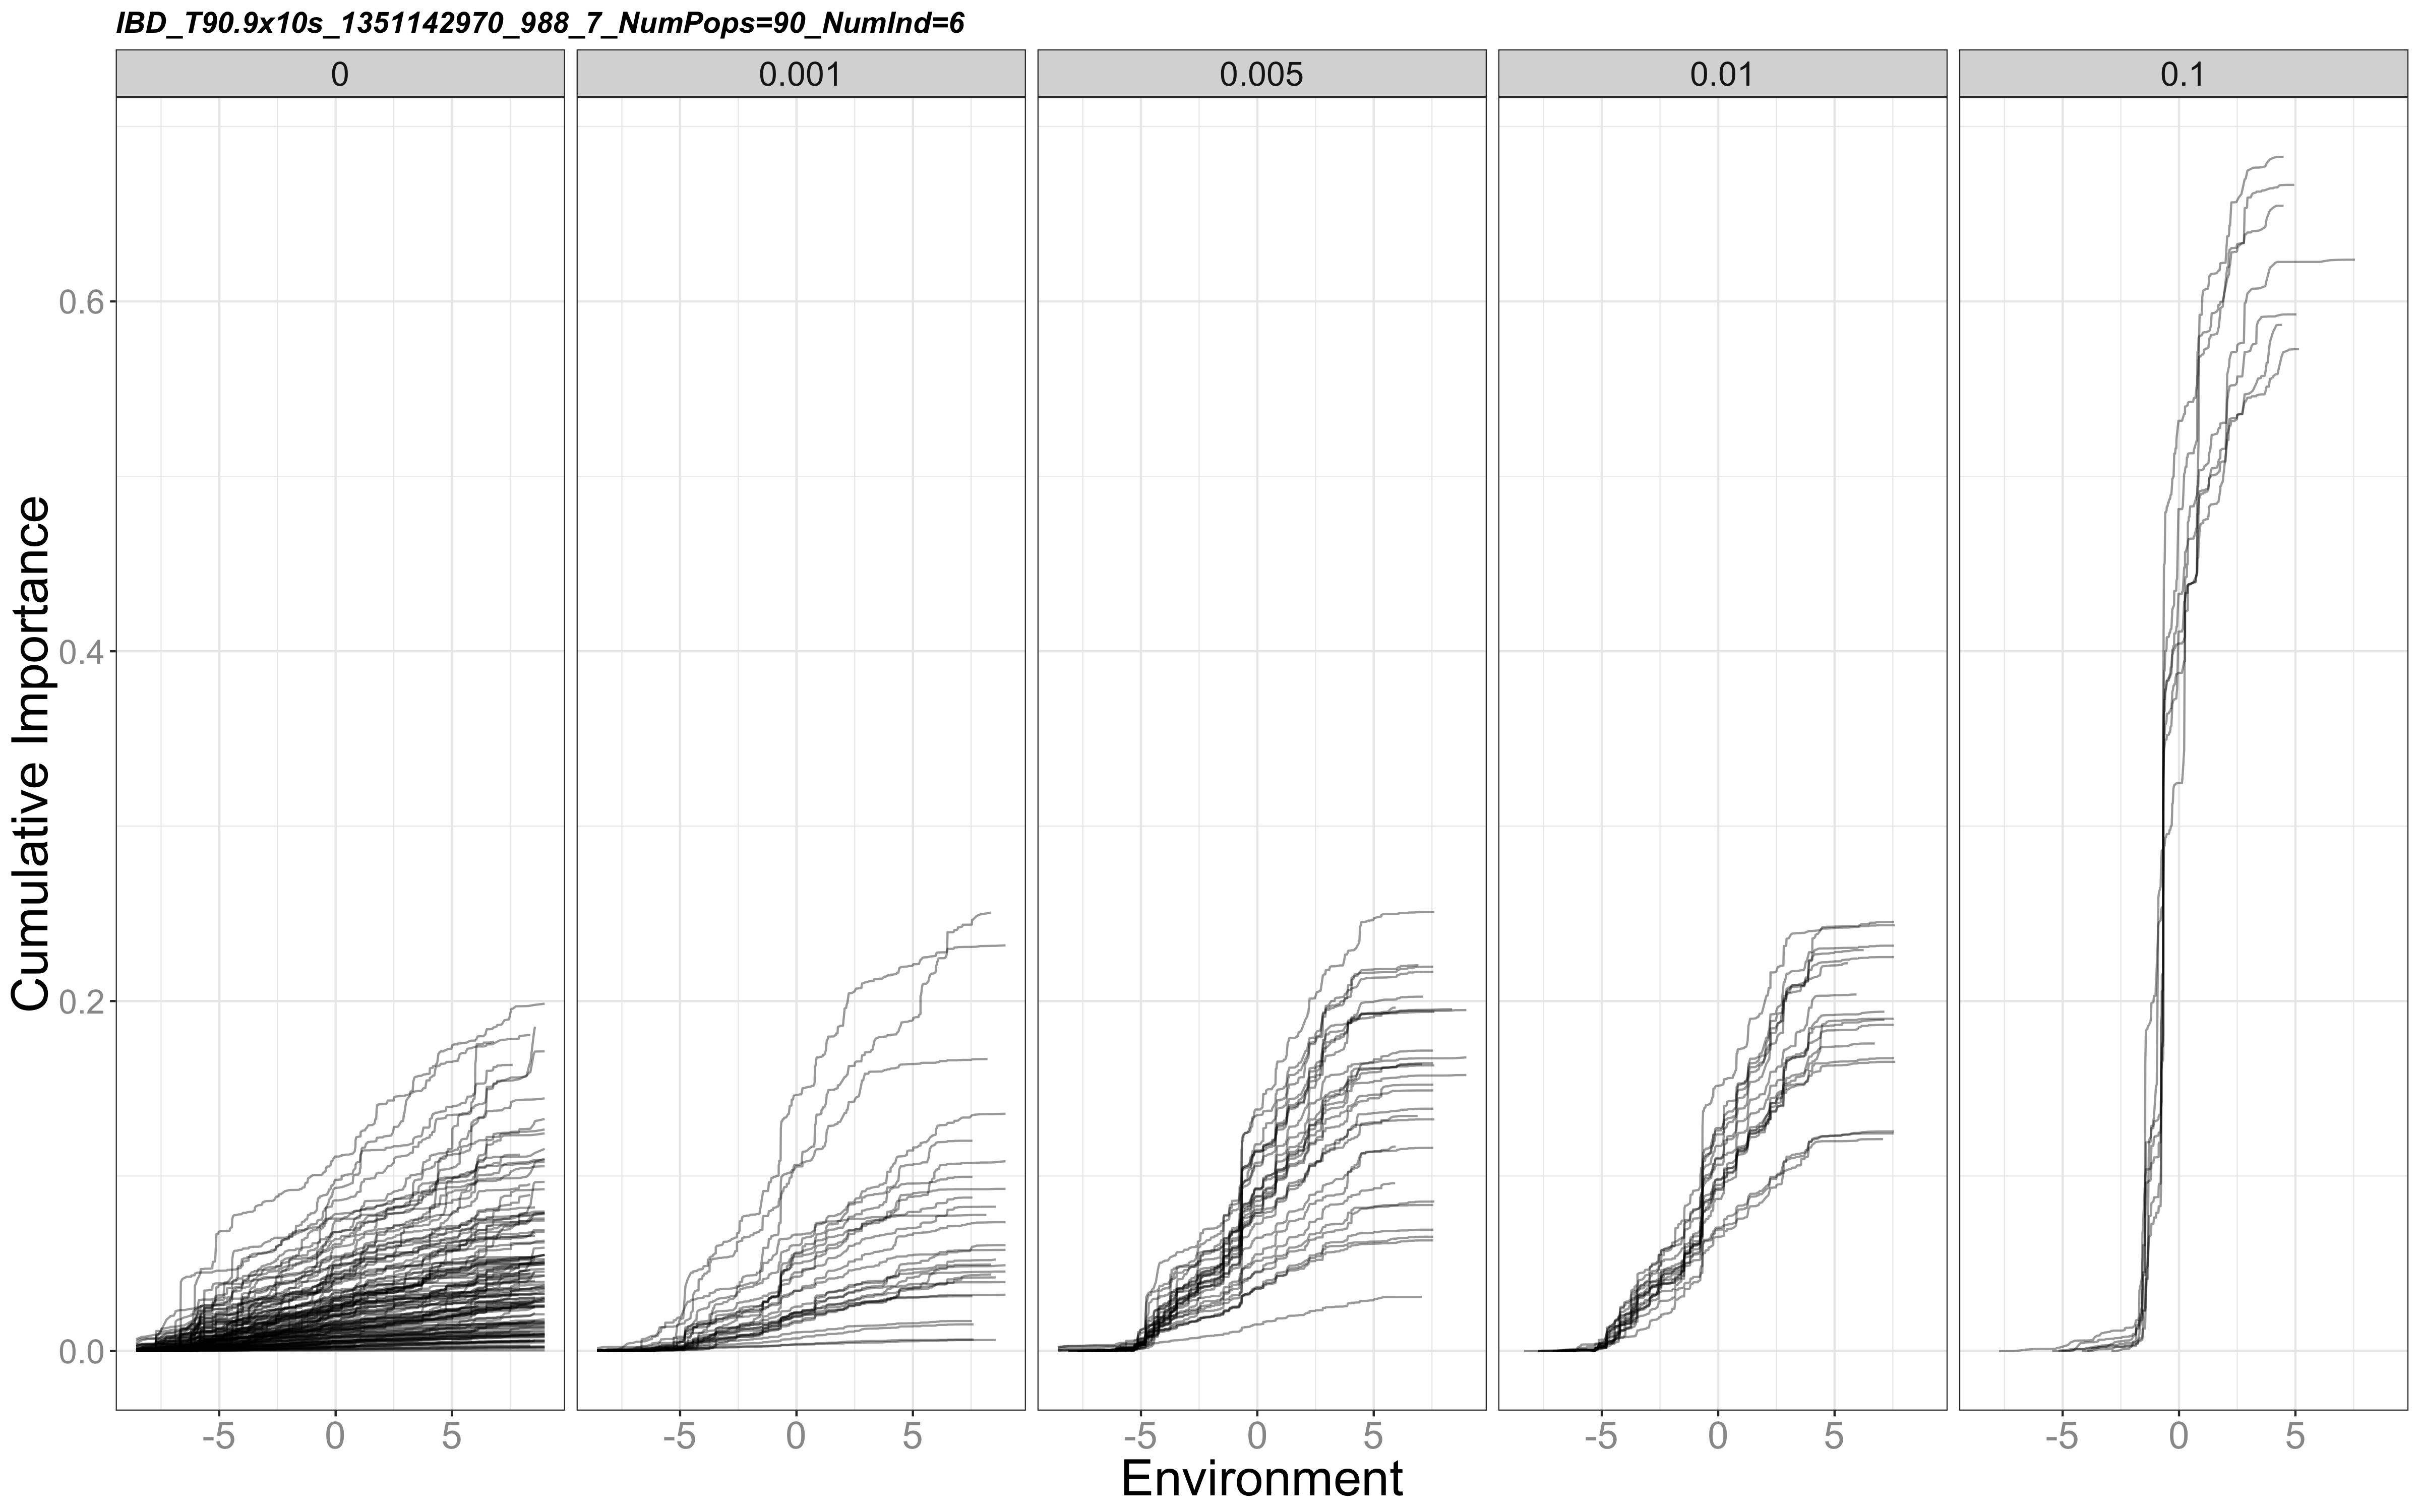 IBD_T90.9x10s_1351142970_988_7_NumPops=90_NumInd=6
0 0.001 0.005 0.01 0.1
Cumulative Importance
0.6
0.4
0.2
0.0
-5 0 5 -5 0 5 -5 0 5 -5 0 5 -5 0 5
Environment